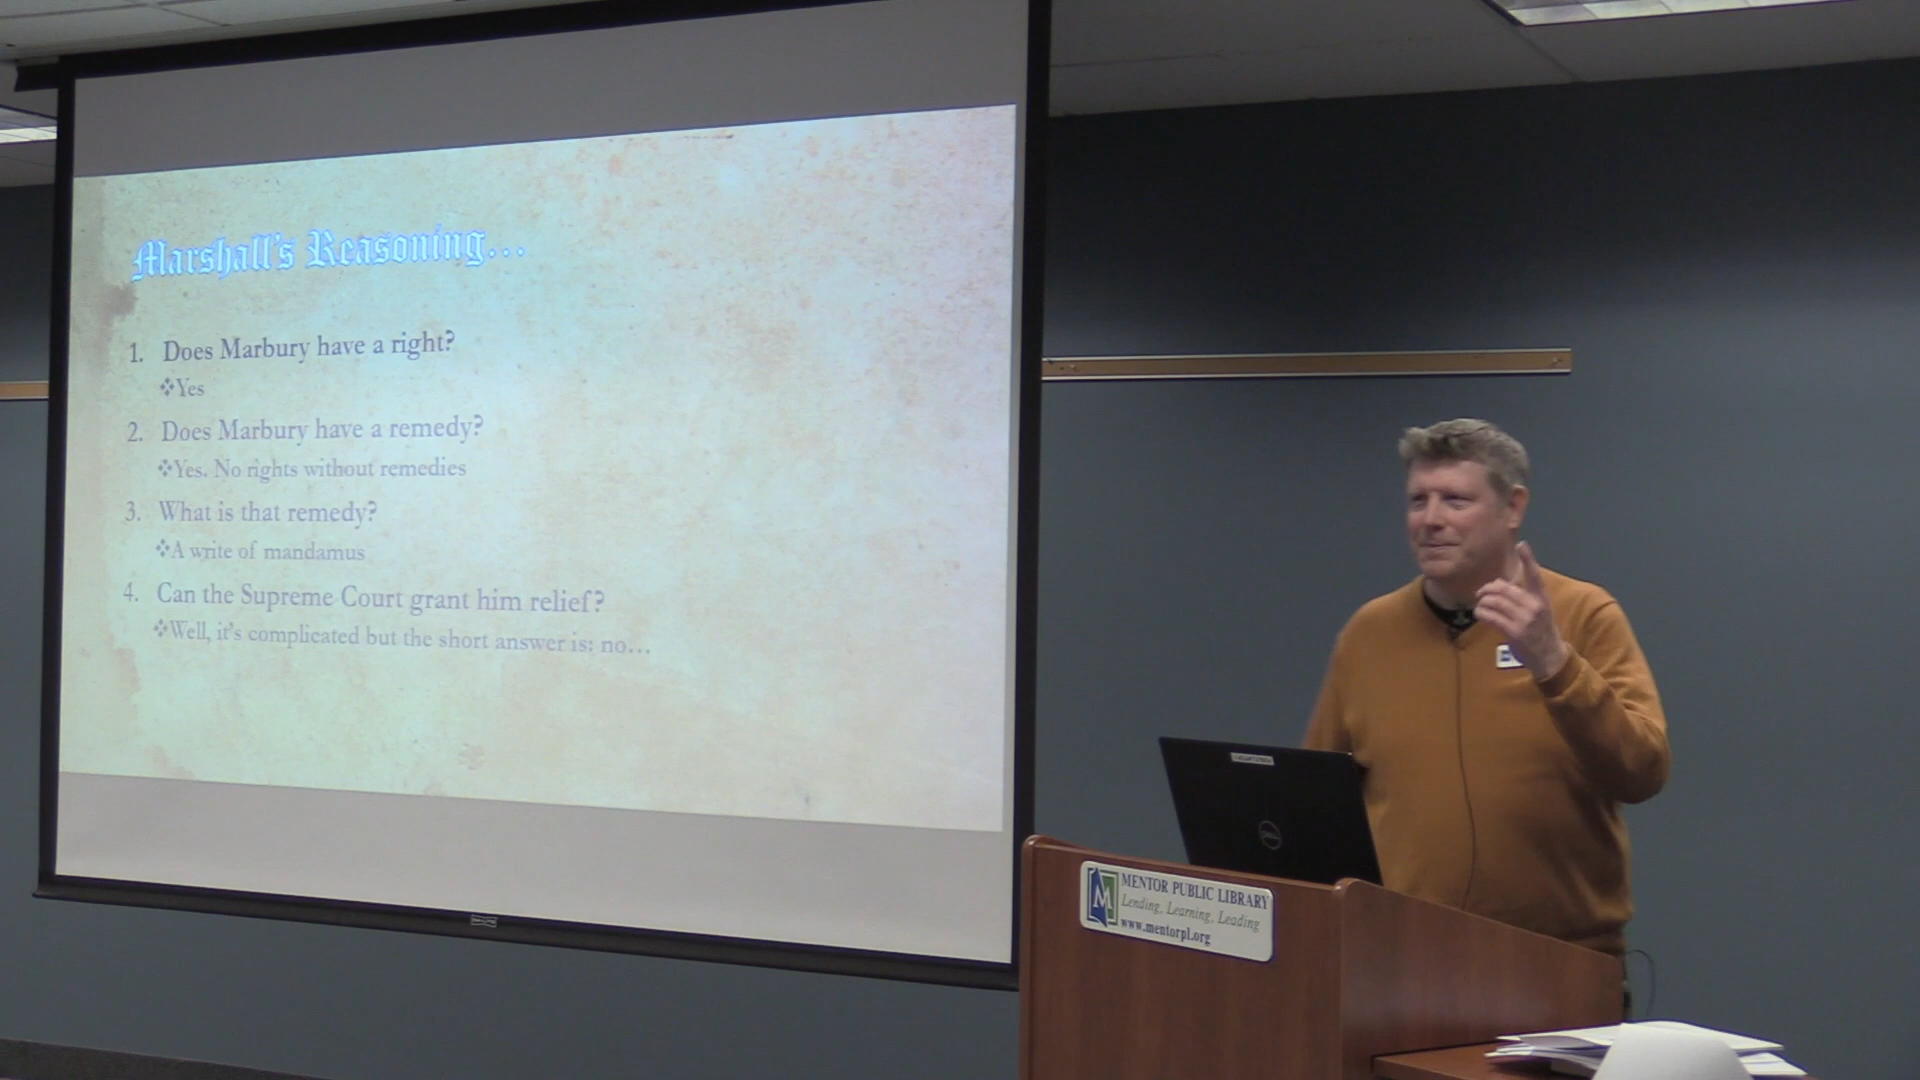 Marshall's Reasoning...
1. Does Marbury have a right?
❖Yes
2. Does Marbury have a remedy?
❖Yes. No rights without remedies
3. What is that remedy?
❖A write of mandamus
4. Can the Supreme Court grant him relief?
❖Well, it's complicated but the short answer is: no...
DELL
M
MENTOR PUBLIC LIBRARY
Lending, Learning, Leading
www.mentorpl.org